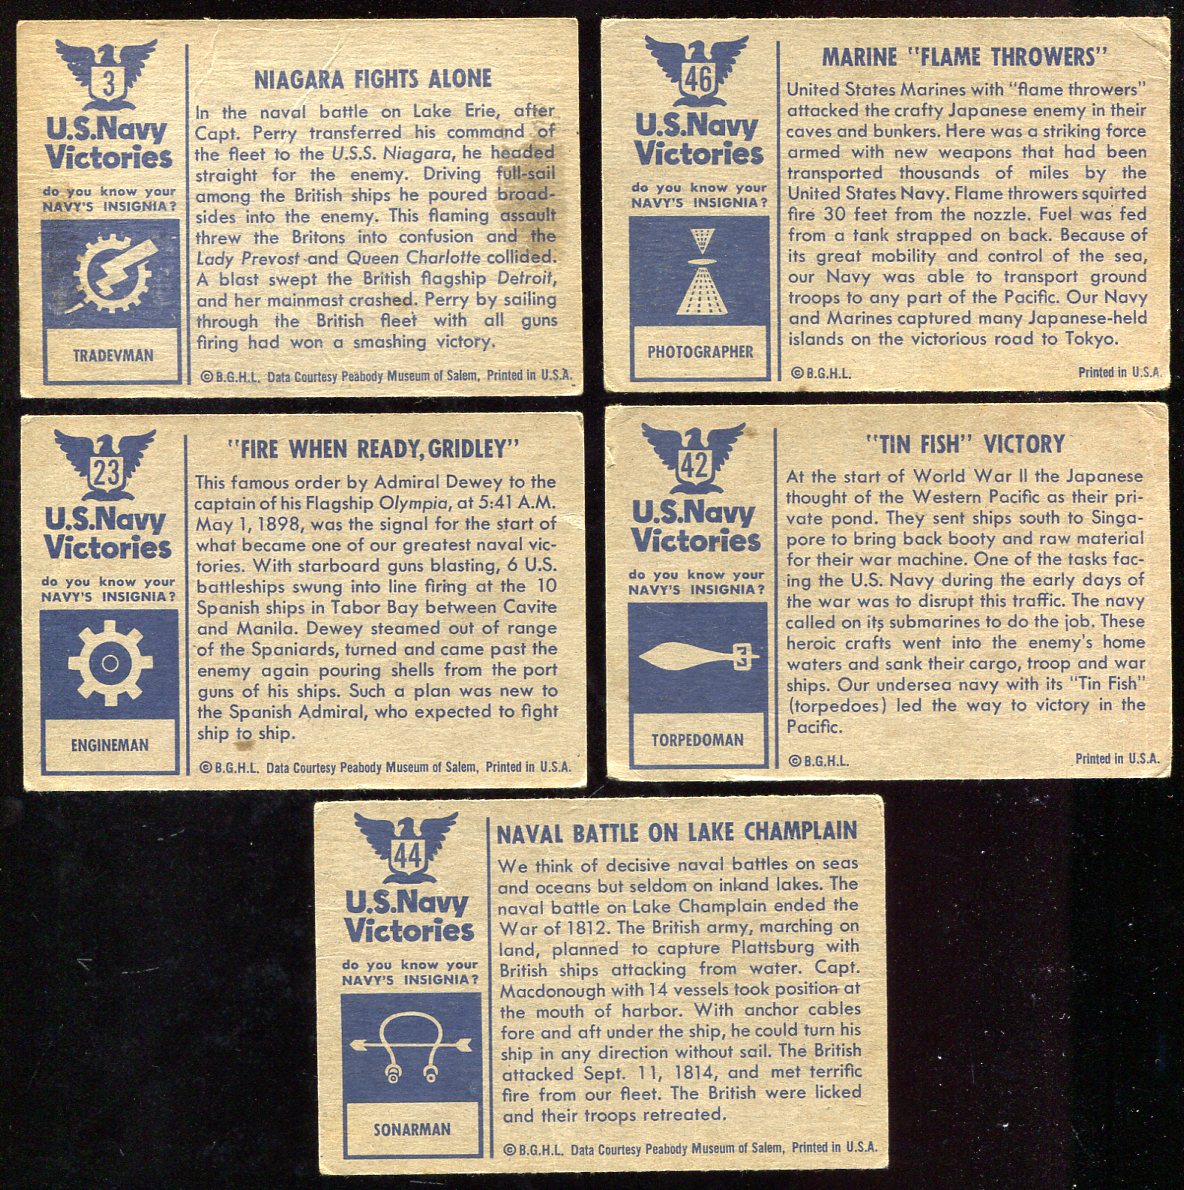 3
U.S.Navy
Victories
do you know your
NAVY'S INSIGNIA?
TRADEVMAN
NIAGARA FIGHTS ALONE
In the naval battle on Lake Erie, after
Capt. Perry transferred his command of
the fleet to the U.S.S. Niagara, he headed
straight for the enemy. Driving full-sail
among the British ships he poured broad-
sides into the enemy. This flaming assault
threw the Britons into confusion and the
Lady Prevost and Queen Charlotte collided.
A blast swept the British flagship Detroit,
and her mainmast crashed. Perry by sailing
through the British fleet with all guns
firing had won a smashing victory.
©B.G.H.L. Data Courtesy Peabody Museum of Salem, Printed in U.S.A.
46
U.S.Navy
Victories
do you know your
NAVY'S INSIGNIA?
PHOTOGRAPHER
MARINE "FLAME THROWERS"
United States Marines with "flame throwers"
attacked the crafty Japanese enemy in their
caves and bunkers. Here was a striking force
armed with new weapons that had been
transported thousands of miles by the
United States Navy. Flame throwers squirted
fire 30 feet from the nozzle. Fuel was fed
from a tank strapped on back. Because of
its great mobility and control of the sea,
our Navy was able to transport ground
troops to any part of the Pacific. Our Navy
and Marines captured many Japanese-held
islands on the victorious road to Tokyo.
©B.G.H.L. Printed in U.S.A.
23
U.S.Navy
Victories
do you know your
NAVY'S INSIGNIA?
ENGINEMAN
"FIRE WHEN READY, GRIDLEY"
This famous order by Admiral Dewey to the
captain of his Flagship Olympia, at 5:41 A.M.
May 1, 1898, was the signal for the start of
what became one of our greatest naval vic-
tories. With starboard guns blasting, 6 U.S.
battleships swung into line firing at the 10
Spanish ships in Tabor Bay between Cavite
and Manila. Dewey steamed out of range
of the Spaniards, turned and came past the
enemy again pouring shells from the port
guns of his ships. Such a plan was new to
the Spanish Admiral, who expected to fight
ship to ship.
©B.G.H.L. Data Courtesy Peabody Museum of Salem, Printed in U.S.A.
42
U.S.Navy
Victories
do you know your
NAVY'S INSIGNIA?
3
TORPEDOMAN
"TIN FISH" VICTORY
At the start of World War II the Japanese
thought of the Western Pacific as their pri-
vate pond. They sent ships south to Singa-
pore to bring back booty and raw material
for their war machine. One of the tasks fac-
ing the U.S. Navy during the early days of
the war was to disrupt this traffic. The navy
called on its submarines to do the job. These
heroic crafts went into the enemy's home
waters and sank their cargo, troop and war
ships. Our undersea navy with its "Tin Fish"
(torpedoes) led the way to victory in the
Pacific.
©B.G.H.L. Printed in U.S.A.
44
U.S.Navy
Victories
do you know your
NAVY'S INSIGNIA?
SONARMAN
NAVAL BATTLE ON LAKE CHAMPLAIN
We think of decisive naval battles on seas
and oceans but seldom on inland lakes. The
naval battle on Lake Champlain ended the
War of 1812. The British army, marching on
land, planned to capture Plattsburg with
British ships attacking from water. Capt.
Macdonough with 14 vessels took position at
the mouth of harbor. With anchor cables
fore and aft under the ship, he could turn his
ship in any direction without sail. The British
attacked Sept. 11, 1814, and met terrific
fire from our fleet. The British were licked
and their troops retreated.
©B.G.H.L. Data Courtesy Peabody Museum of Salem, Printed in U.S.A.